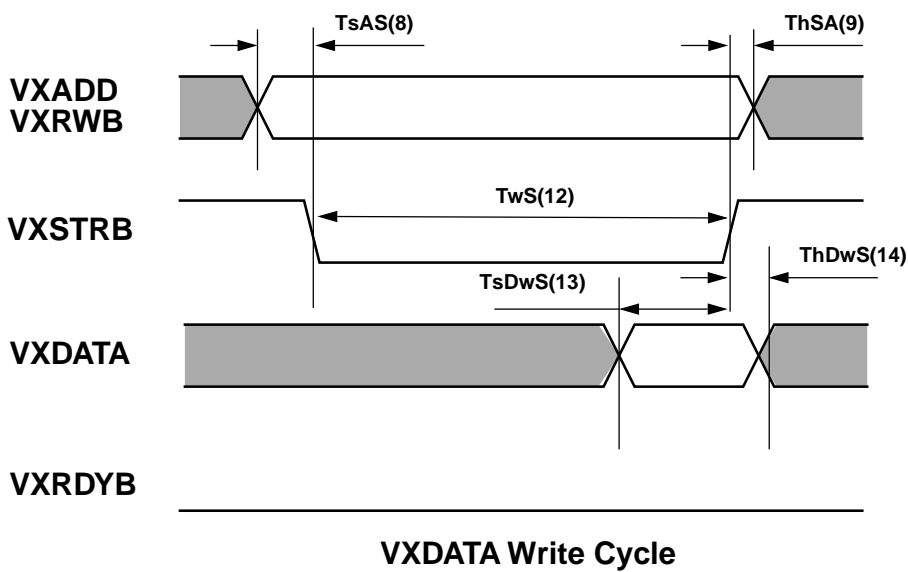 TsAS(8)
ThSA(9)
VXADD
VXRWB
TwS(12)
VXSTRB
ThDwS(14)
TsDwS(13)
VXDATA
VXRDYB
VXDATA Write Cycle